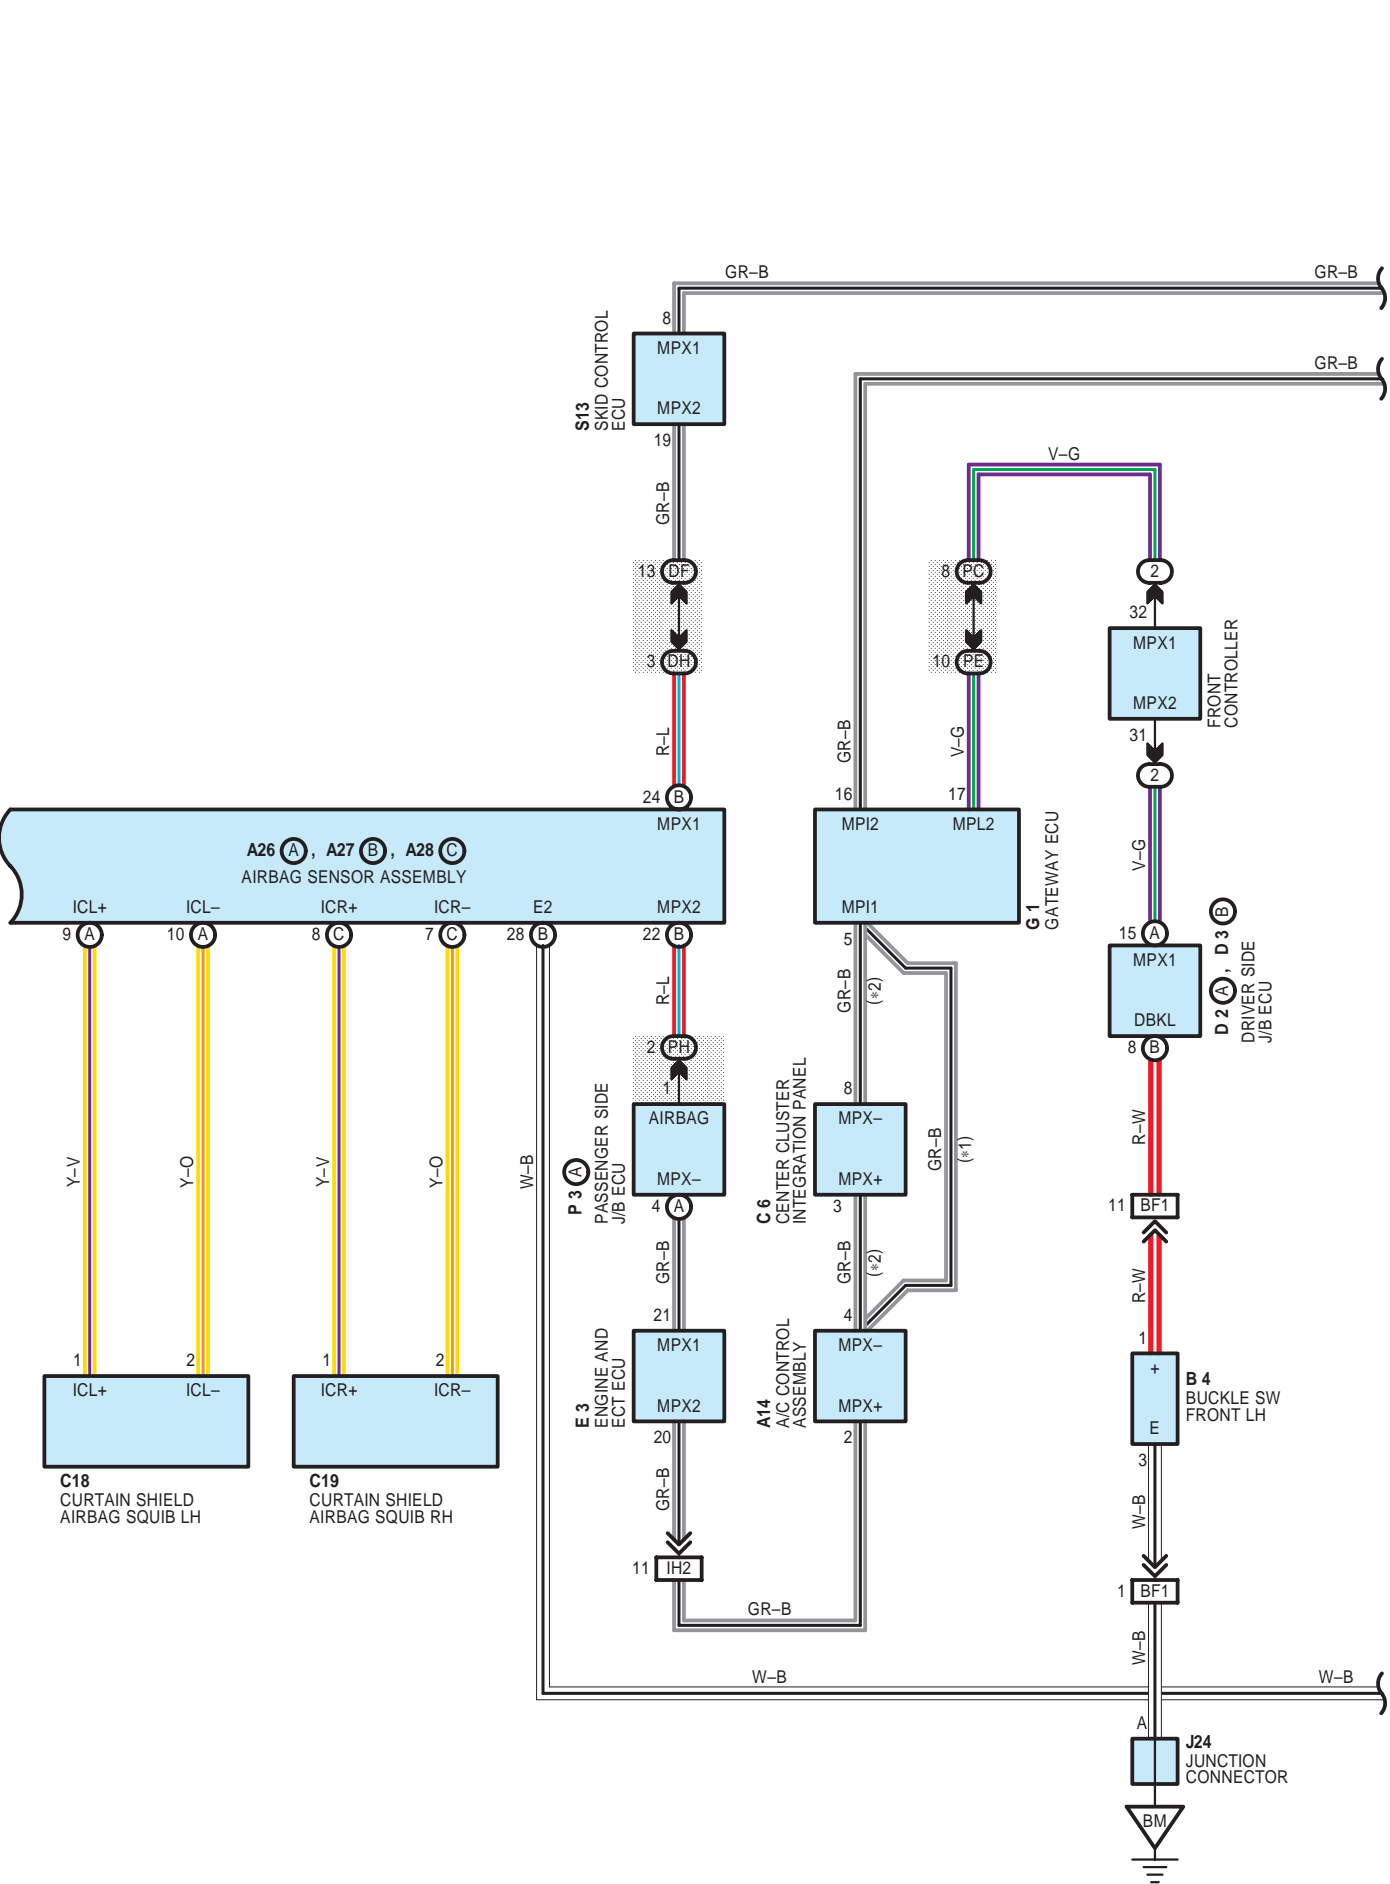 GR–B
GR–B
8
MPX1
MPX2
S13
SKID CONTROL
ECU
19
GR–B
GR–B
V–G
13 DF
3 DH
8 PC
10 PE
2
32
MPX1
MPX2
FRONT
CONTROLLER
31
2
R–L
GR–B
V–G
V–G
24 B
MPX1
A26 A , A27 B , A28 C
AIRBAG SENSOR ASSEMBLY
ICL+
ICL–
ICR+
ICR–
E2
MPX2
9 A
10 A
8 C
7 C
28 B
22 B
16
17
MPI2
MPL2
MPI1
G 1
GATEWAY ECU
5
15 A
MPX1
DBKL
D 2 A , D 3 B
DRIVER SIDE
J/B ECU
8 B
R–L
GR–B
(∗2)
2 PH
1
AIRBAG
MPX–
P 3 A
PASSENGER SIDE
J/B ECU
4 A
8
MPX–
MPX+
C 6
CENTER CLUSTER
INTEGRATION PANEL
3
GR–B
(∗1)
R–W
11 BF1
R–W
Y–V
Y–O
Y–V
Y–O
W–B
GR–B
GR–B
(∗2)
21
MPX1
MPX2
E 3
ENGINE AND
ECT ECU
20
4
MPX–
MPX+
A14
A/C CONTROL
ASSEMBLY
2
1
+
E
B 4
BUCKLE SW
FRONT LH
3
1
2
ICL+
ICL–
C18
CURTAIN SHIELD
AIRBAG SQUIB LH
1
2
ICR+
ICR–
C19
CURTAIN SHIELD
AIRBAG SQUIB RH
GR–B
11 IH2
GR–B
W–B
1 BF1
W–B
W–B
W–B
A
J24
JUNCTION
CONNECTOR
BM